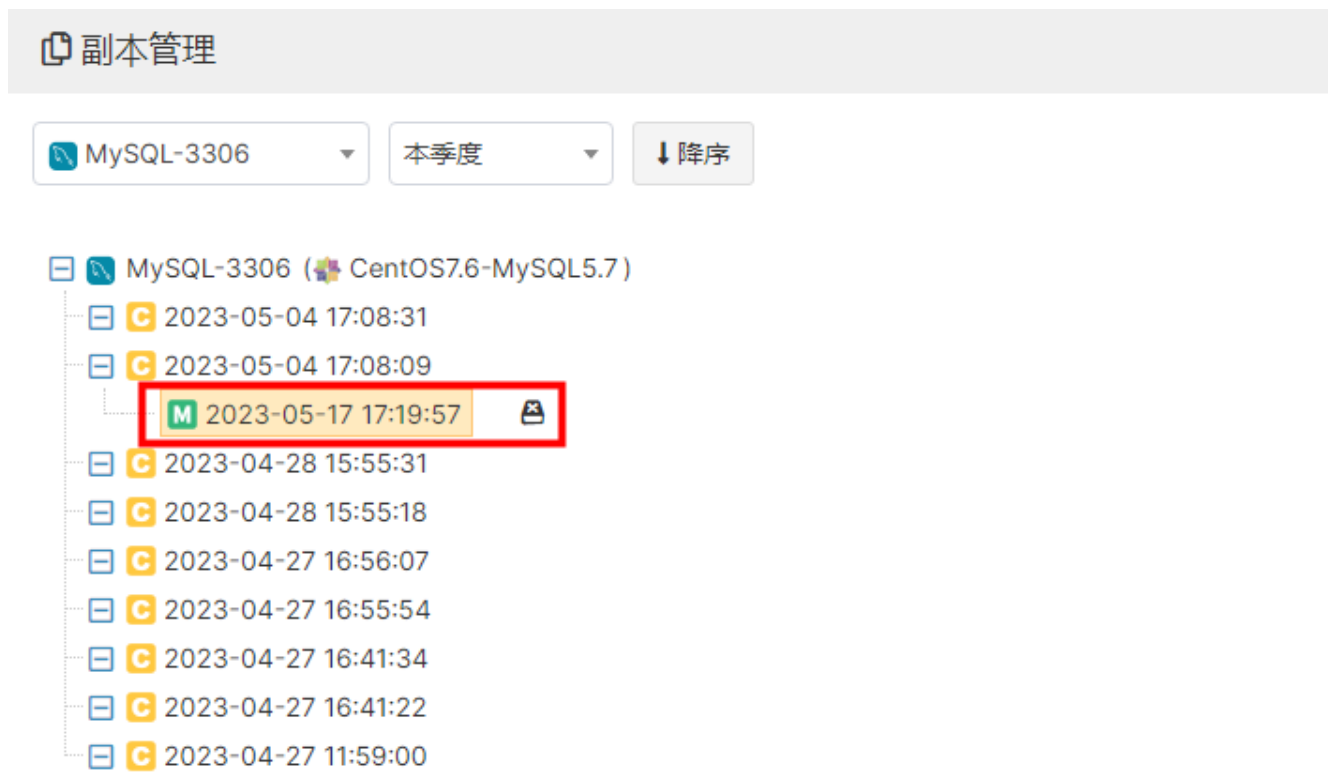 副本管理
MySQL-3306 本季度 降序
MySQL-3306 (CentOS7.6-MySQL5.7)
C 2023-05-04 17:08:31
C 2023-05-04 17:08:09
M 2023-05-17 17:19:57
C 2023-04-28 15:55:31
C 2023-04-28 15:55:18
C 2023-04-27 16:56:07
C 2023-04-27 16:55:54
C 2023-04-27 16:41:34
C 2023-04-27 16:41:22
C 2023-04-27 11:59:00